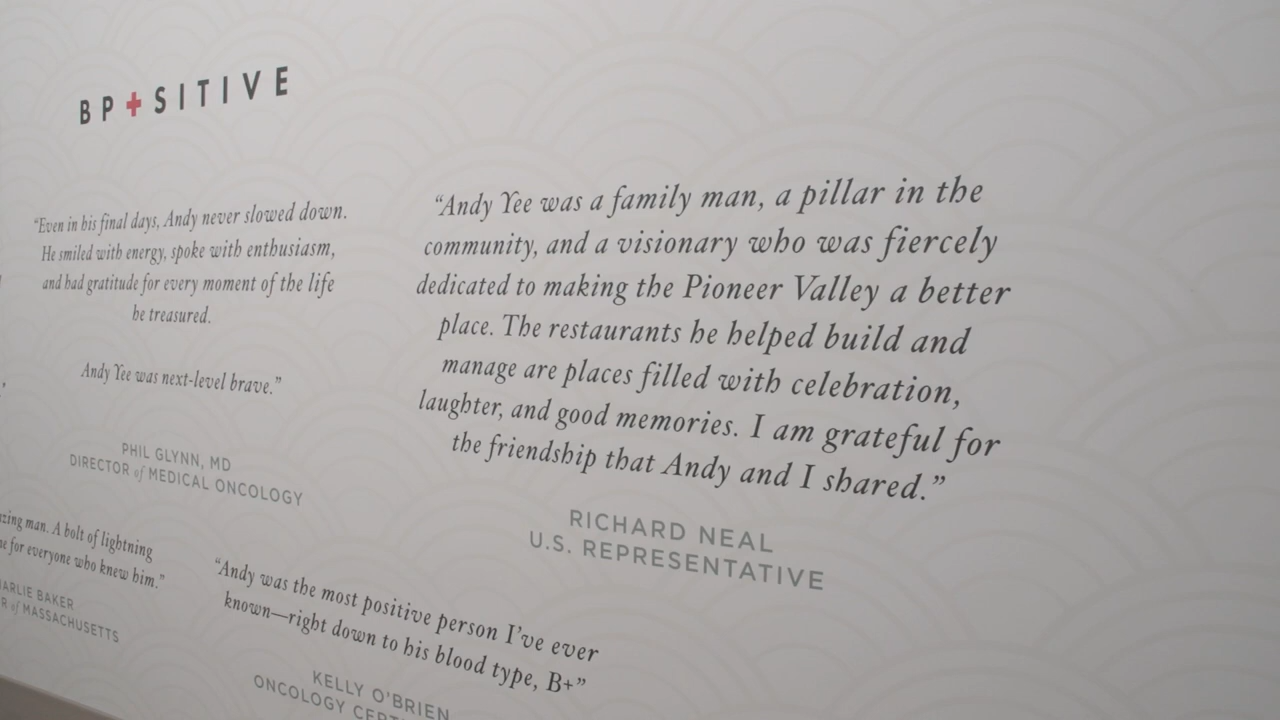 BP+SITIVE
“Even in his final days, Andy never slowed down.
He smiled with energy, spoke with enthusiasm,
and had gratitude for every moment of the life
he treasured.
Andy Yee was next-level brave.”
PHIL GLYNN, MD
DIRECTOR of MEDICAL ONCOLOGY
“Andy Yee was a family man, a pillar in the
community, and a visionary who was fiercely
dedicated to making the Pioneer Valley a better
place. The restaurants he helped build and
manage are places filled with celebration,
laughter, and good memories. I am grateful for
the friendship that Andy and I shared.”
RICHARD NEAL
U.S. REPRESENTATIVE
man. A bolt of lightning
for everyone who knew him.”
BAKER
of MASSACHUSETTS
“Andy was the most positive person I’ve ever
known—right down to his blood type, B+”
KELLY O’BRIEN
ONCOLOGY